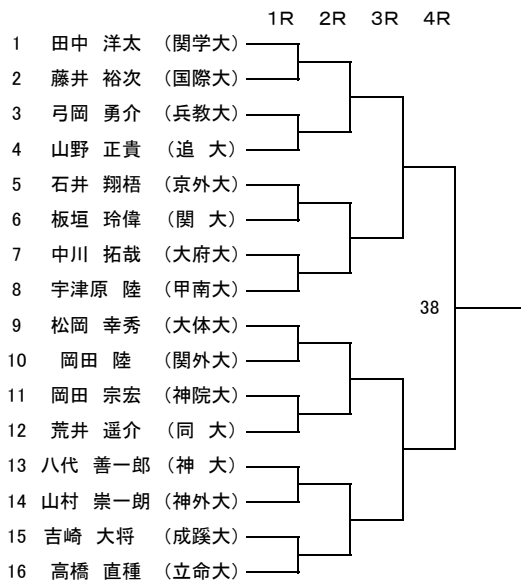 1R 2R 3R 4R
1 田中 洋太 (関学大)
2 藤井 裕次 (国際大)
3 弓岡 勇介 (兵教大)
4 山野 正貴 (追 大)
5 石井 翔梧 (京外大)
6 板垣 玲偉 (関 大)
7 中川 拓哉 (大府大)
8 宇津原 陸 (甲南大)
38
9 松岡 幸秀 (大体大)
10 岡田 陸 (関外大)
11 岡田 宗宏 (神院大)
12 荒井 遥介 (同 大)
13 八代 善一郎 (神 大)
14 山村 崇一朗 (神外大)
15 吉崎 大将 (成蹊大)
16 高橋 直種 (立命大)